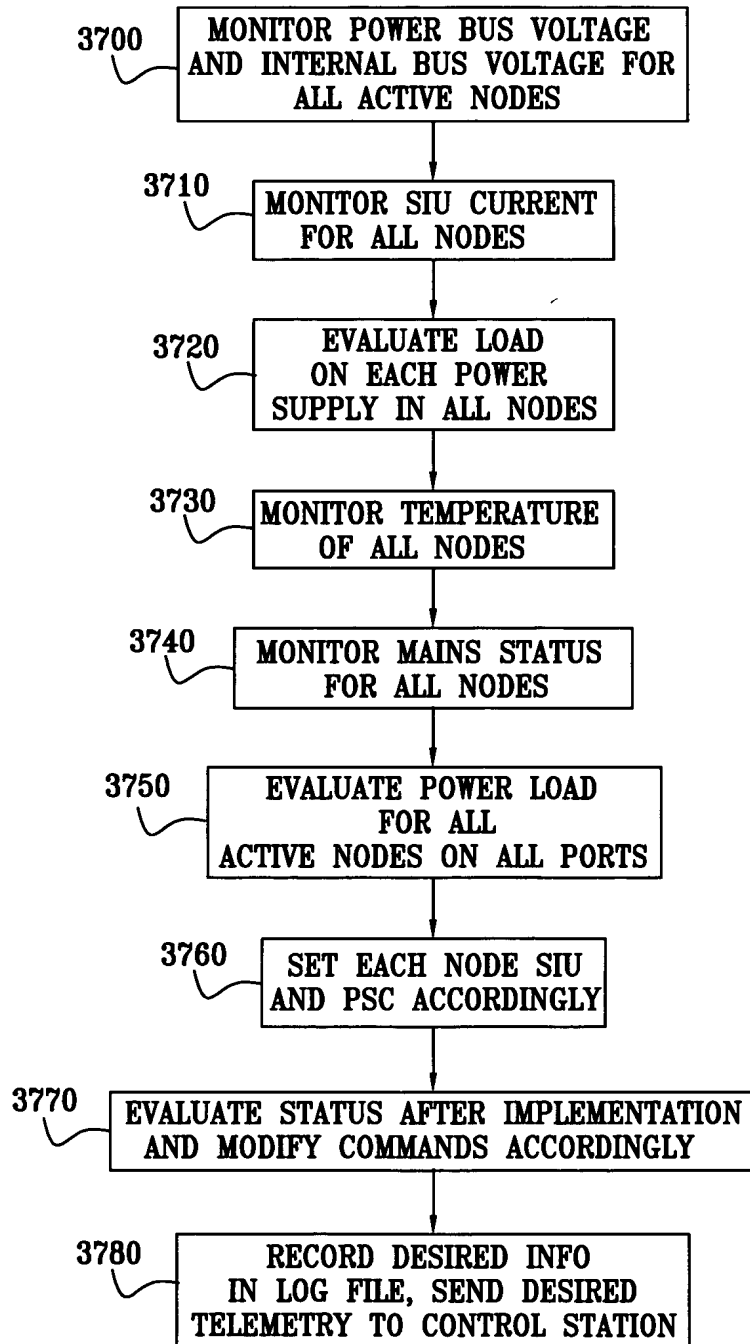 3700
MONITOR POWER BUS VOLTAGE
AND INTERNAL BUS VOLTAGE FOR
ALL ACTIVE NODES
3710
MONITOR SIU CURRENT
FOR ALL NODES
3720
EVALUATE LOAD
ON EACH POWER
SUPPLY IN ALL NODES
3730
MONITOR TEMPERATURE
OF ALL NODES
3740
MONITOR MAINS STATUS
FOR ALL NODES
3750
EVALUATE POWER LOAD
FOR ALL
ACTIVE NODES ON ALL PORTS
3760
SET EACH NODE SIU
AND PSC ACCORDINGLY
3770
EVALUATE STATUS AFTER IMPLEMENTATION
AND MODIFY COMMANDS ACCORDINGLY
3780
RECORD DESIRED INFO
IN LOG FILE, SEND DESIRED
TELEMETRY TO CONTROL STATION